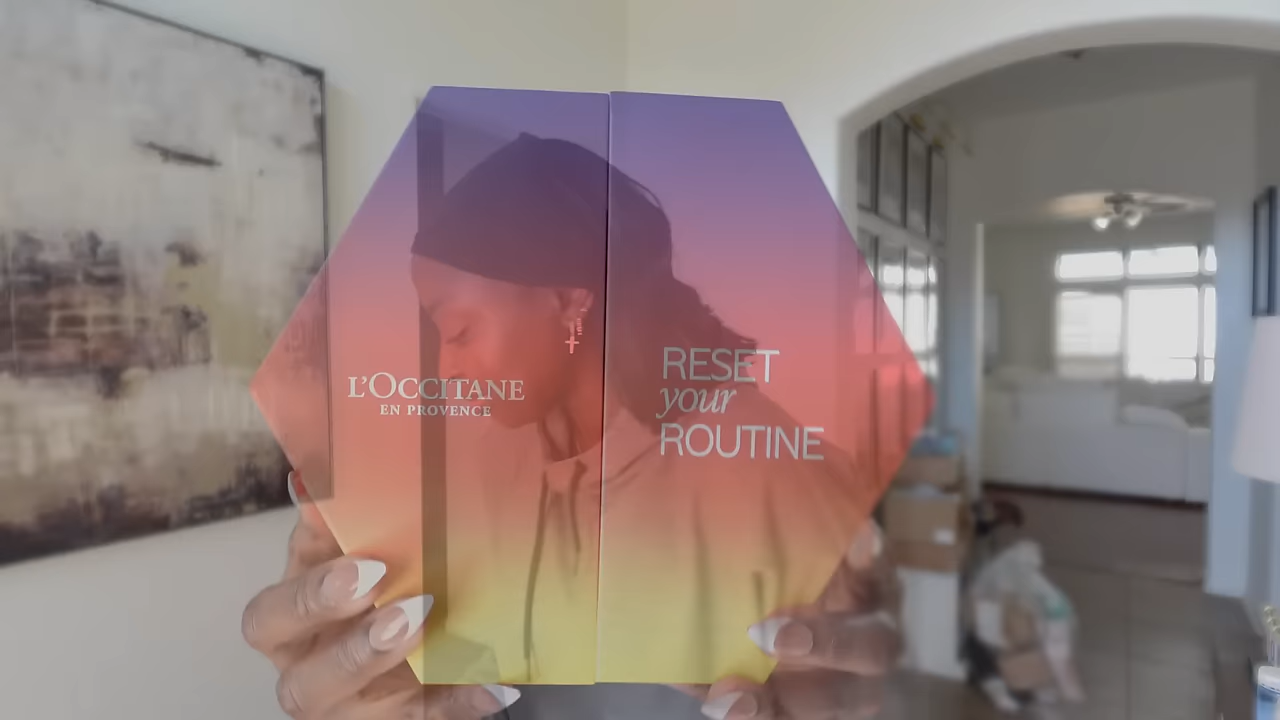 L'OCCITANE
EN PROVENCE
RESET
your
ROUTINE